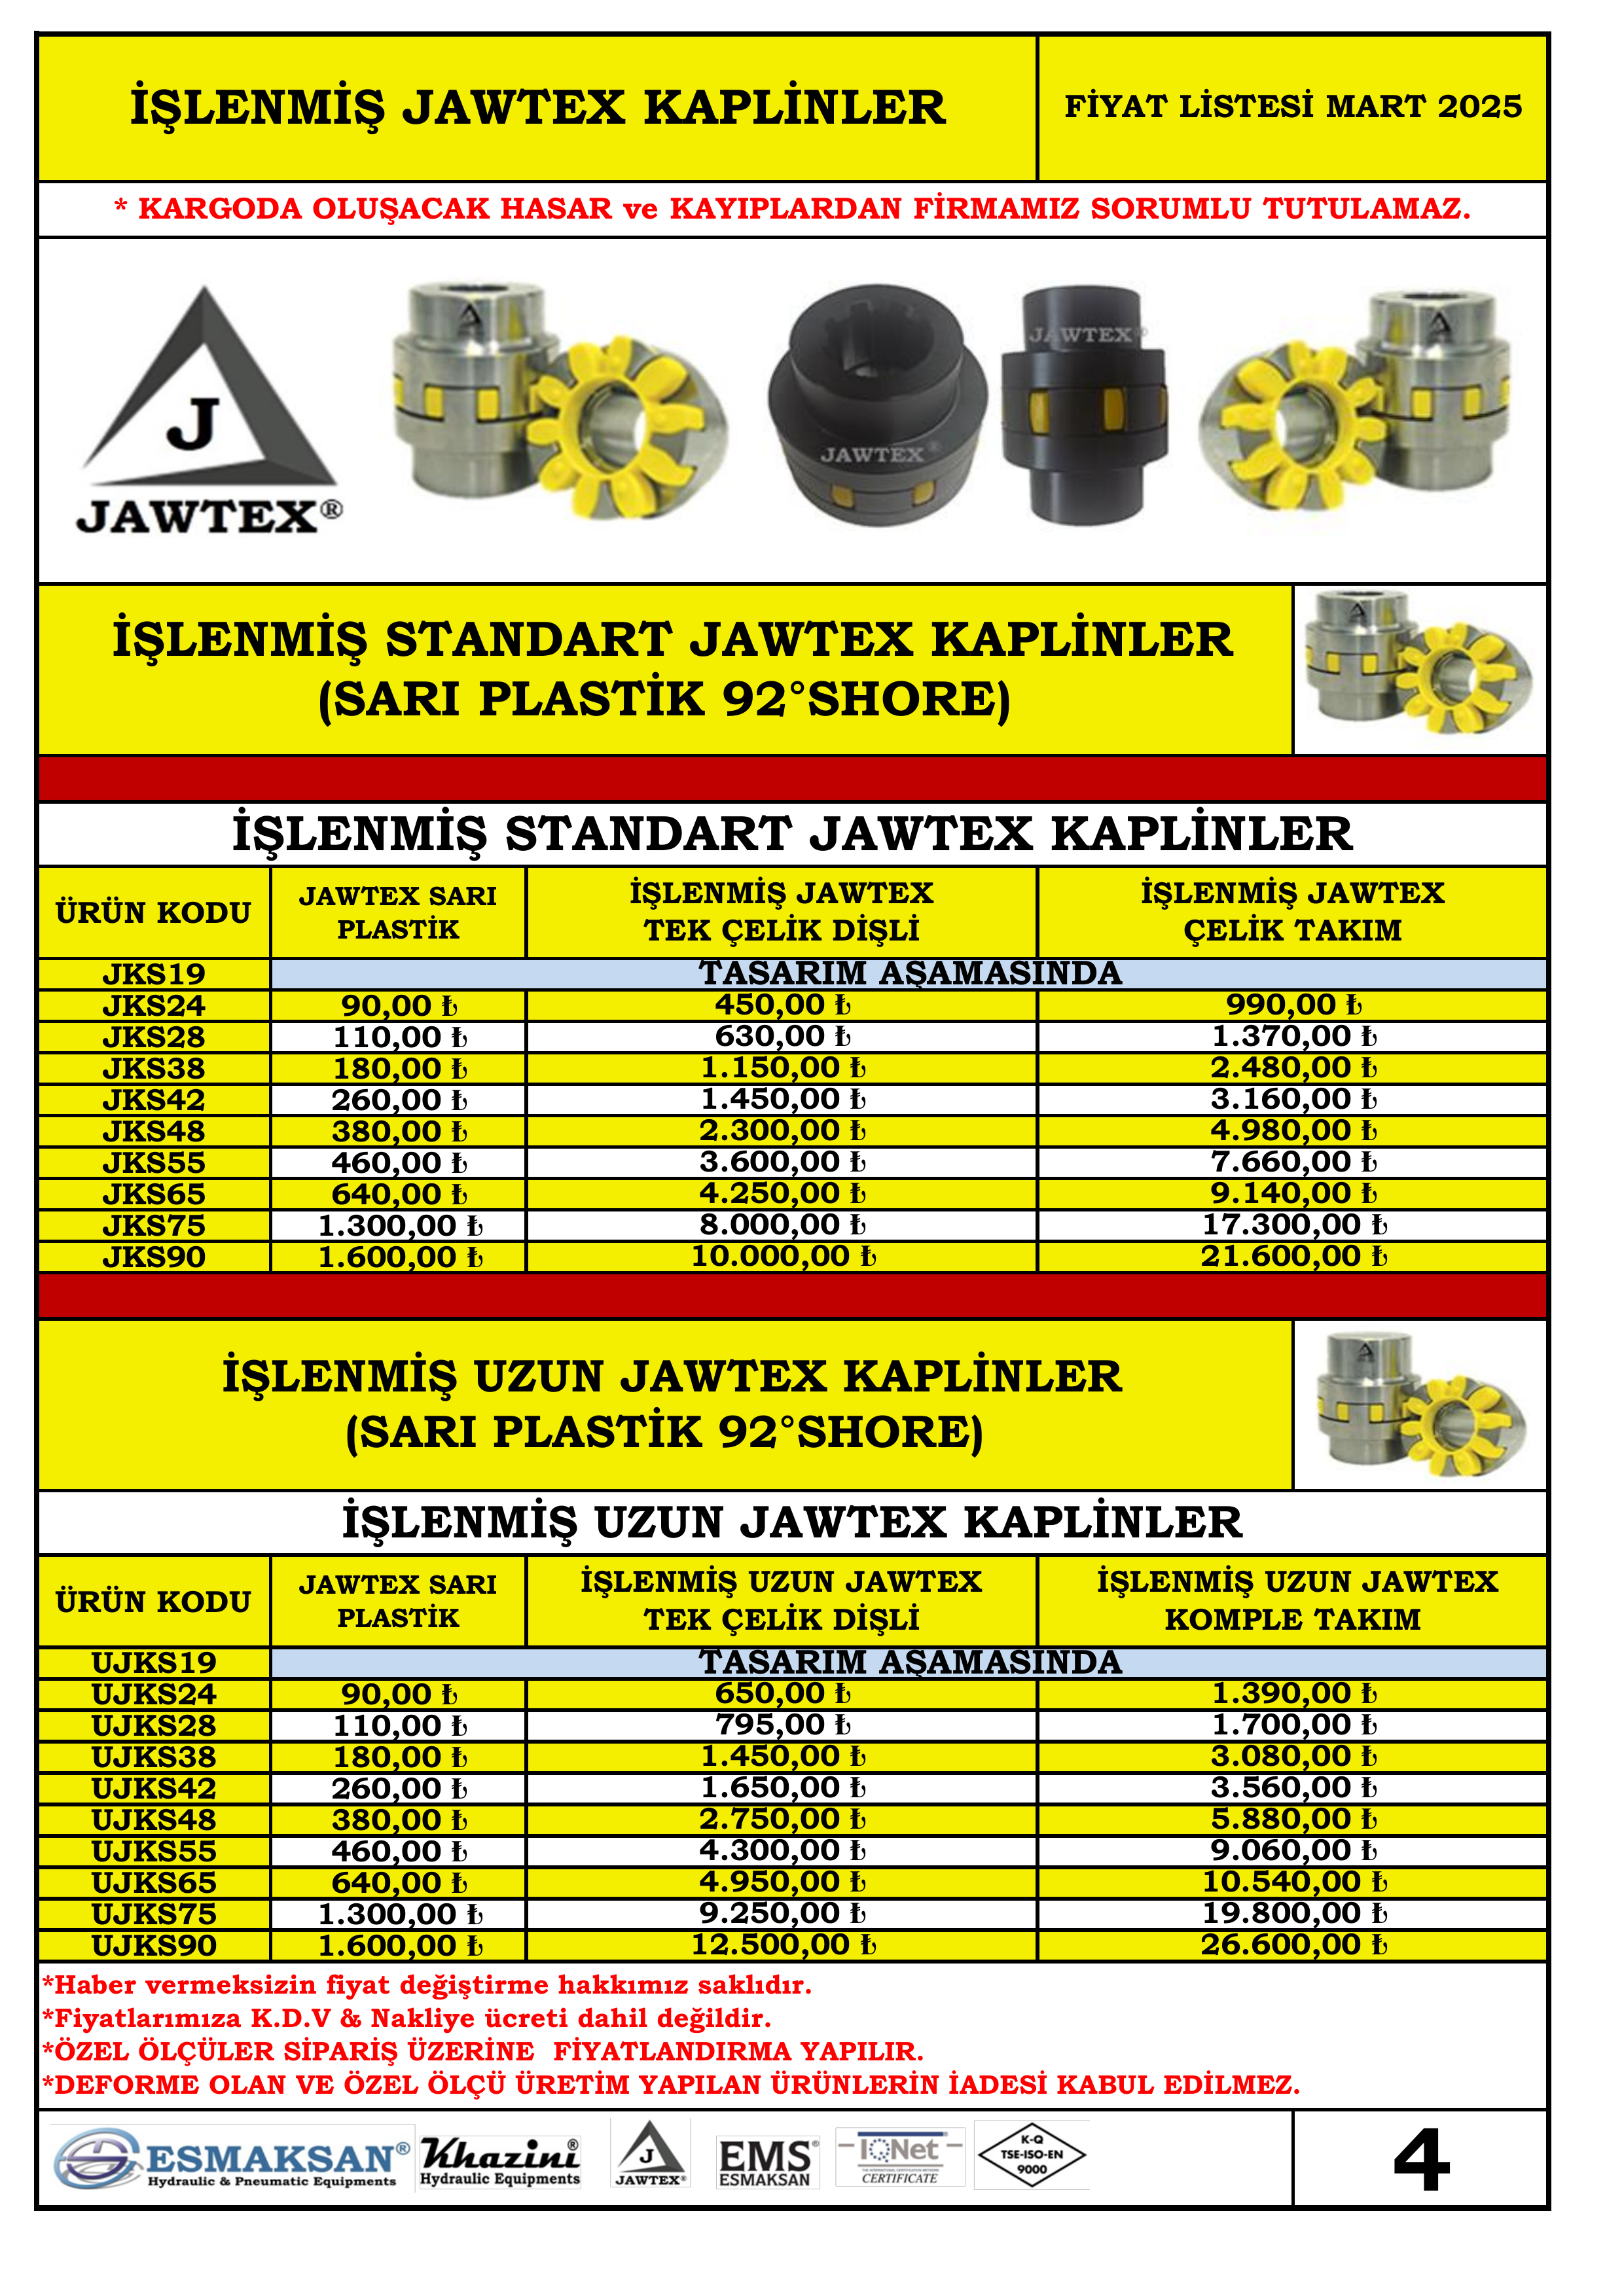 İŞLENMİŞ JAWTEX KAPLİNLER
FİYAT LİSTESİ MART 2025
* KARGODA OLUŞACAK HASAR ve KAYIPLARDAN FİRMAMIZ SORUMLU TUTULAMAZ.
J
JAWTEX®
JAWTEX®
JAWTEX®
İŞLENMİŞ STANDART JAWTEX KAPLİNLER
(SARI PLASTİK 92°SHORE)
İŞLENMİŞ STANDART JAWTEX KAPLİNLER
ÜRÜN KODU
JAWTEX SARI
PLASTİK
İŞLENMİŞ JAWTEX
TEK ÇELİK DİŞLİ
İŞLENMİŞ JAWTEX
ÇELİK TAKIM
JKS19 TASARIM AŞAMASINDA
JKS24 90,00 ₺ 450,00 ₺ 990,00 ₺
JKS28 110,00 ₺ 630,00 ₺ 1.370,00 ₺
JKS38 180,00 ₺ 1.150,00 ₺ 2.480,00 ₺
JKS42 260,00 ₺ 1.450,00 ₺ 3.160,00 ₺
JKS48 380,00 ₺ 2.300,00 ₺ 4.980,00 ₺
JKS55 460,00 ₺ 3.600,00 ₺ 7.660,00 ₺
JKS65 640,00 ₺ 4.250,00 ₺ 9.140,00 ₺
JKS75 1.300,00 ₺ 8.000,00 ₺ 17.300,00 ₺
JKS90 1.600,00 ₺ 10.000,00 ₺ 21.600,00 ₺
İŞLENMİŞ UZUN JAWTEX KAPLİNLER
(SARI PLASTİK 92°SHORE)
İŞLENMİŞ UZUN JAWTEX KAPLİNLER
ÜRÜN KODU
JAWTEX SARI
PLASTİK
İŞLENMİŞ UZUN JAWTEX
TEK ÇELİK DİŞLİ
İŞLENMİŞ UZUN JAWTEX
KOMPLE TAKIM
UJKS19 TASARIM AŞAMASINDA
UJKS24 90,00 ₺ 650,00 ₺ 1.390,00 ₺
UJKS28 110,00 ₺ 795,00 ₺ 1.700,00 ₺
UJKS38 180,00 ₺ 1.450,00 ₺ 3.080,00 ₺
UJKS42 260,00 ₺ 1.650,00 ₺ 3.560,00 ₺
UJKS48 380,00 ₺ 2.750,00 ₺ 5.880,00 ₺
UJKS55 460,00 ₺ 4.300,00 ₺ 9.060,00 ₺
UJKS65 640,00 ₺ 4.950,00 ₺ 10.540,00 ₺
UJKS75 1.300,00 ₺ 9.250,00 ₺ 19.800,00 ₺
UJKS90 1.600,00 ₺ 12.500,00 ₺ 26.600,00 ₺
*Haber vermeksizin fiyat değiştirme hakkımız saklıdır.
*Fiyatlarımıza K.D.V & Nakliye ücreti dahil değildir.
*ÖZEL ÖLÇÜLER SİPARİŞ ÜZERİNE FİYATLANDIRMA YAPILIR.
*DEFORME OLAN VE ÖZEL ÖLÇÜ ÜRETİM YAPILAN ÜRÜNLERİN İADESİ KABUL EDİLMEZ.
ESMAKSAN®
Hydraulic & Pneumatic Equipments
Khazini®
Hydraulic Equipments
J
JAWTEX®
EMS®
ESMAKSAN
IQNet
CERTIFICATE
K-Q
TSE-ISO-EN
9000
4